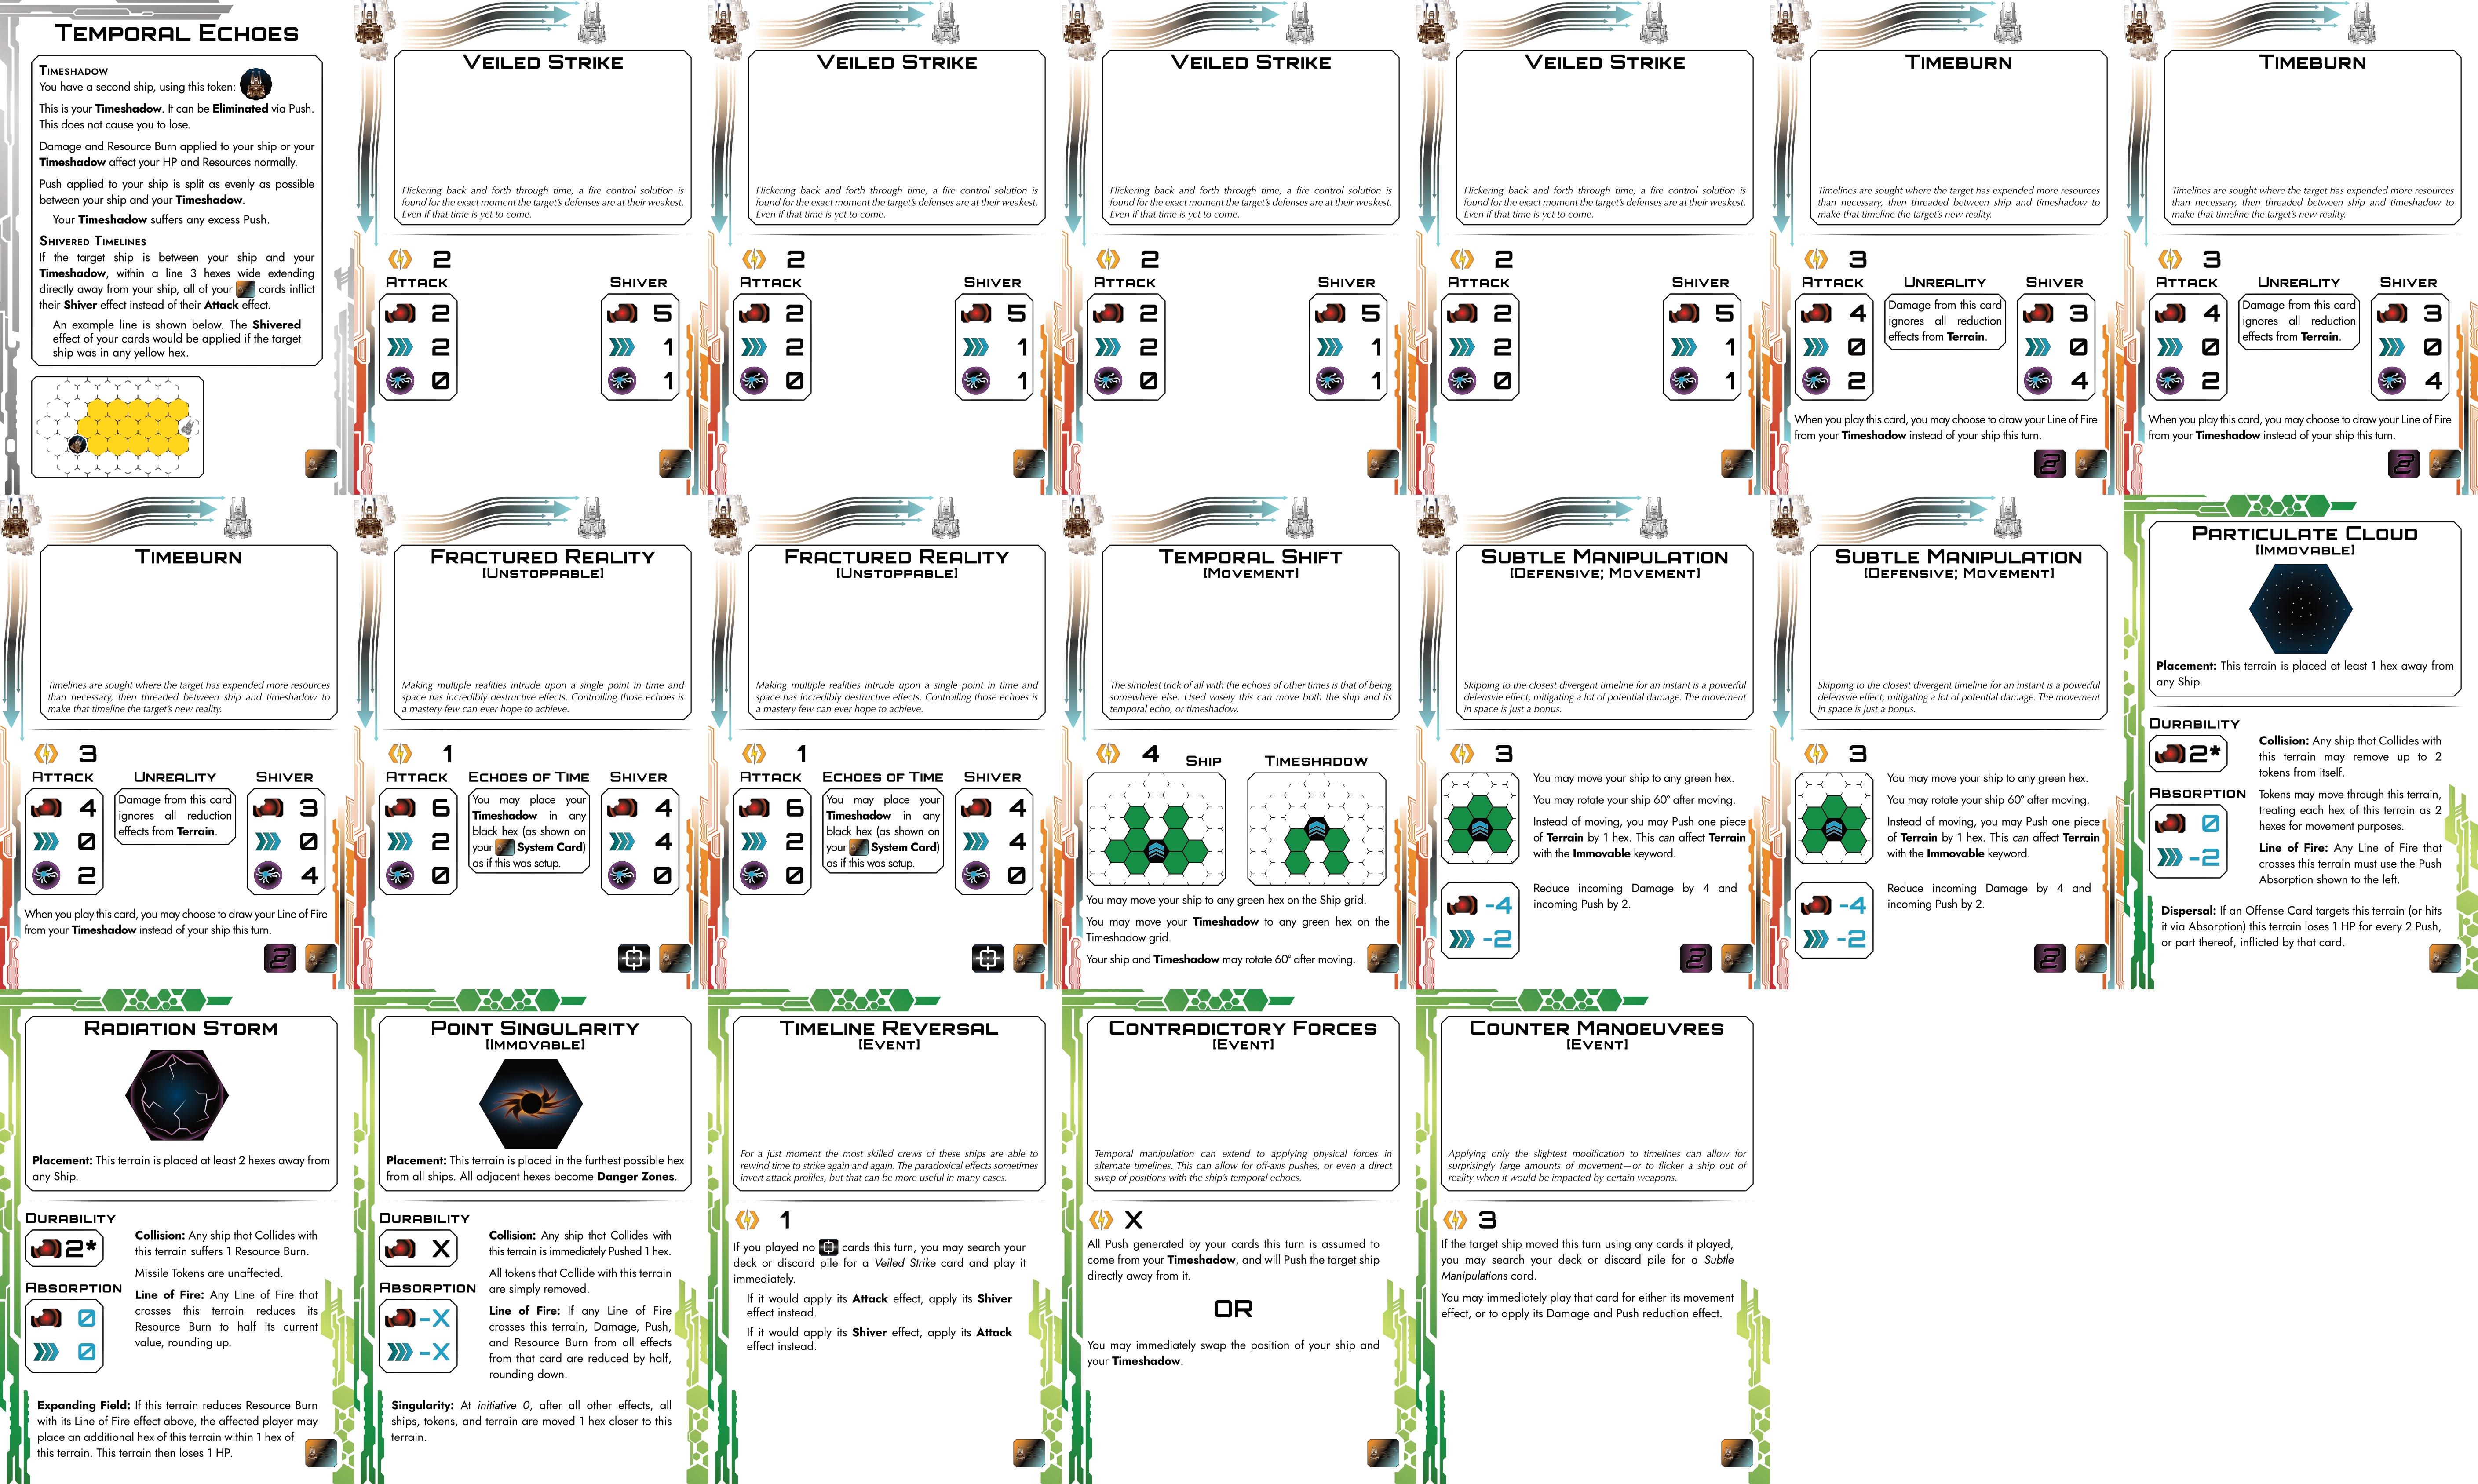 TEMPORAL ECHOES
TIMESHADOW
You have a second ship, using this token:
This is your Timeshadow. It can be Eliminated via Push.
This does not cause you to lose.
Damage and Resource Burn applied to your ship or your
Timeshadow affect your HP and Resources normally.
Push applied to your ship is split as evenly as possible
between your ship and your Timeshadow.
Your Timeshadow suffers any excess Push.
SHIVERED TIMELINES
If the target ship is between your ship and your
Timeshadow, within a line 3 hexes wide extending
directly away from your ship, all of your cards inflict
their Shiver effect instead of their Attack effect.
An example line is shown below. The Shivered
effect of your cards would be applied if the target
ship was in any yellow hex.
VEILED STRIKE
Flickering back and forth through time, a fire control solution is
found for the exact moment the target's defenses are at their weakest.
Even if that time is yet to come.
2
ATTACK
2
2
0
SHIVER
5
1
1
VEILED STRIKE
Flickering back and forth through time, a fire control solution is
found for the exact moment the target's defenses are at their weakest.
Even if that time is yet to come.
2
ATTACK
2
2
0
SHIVER
5
1
1
VEILED STRIKE
Flickering back and forth through time, a fire control solution is
found for the exact moment the target's defenses are at their weakest.
Even if that time is yet to come.
2
ATTACK
2
2
0
SHIVER
5
1
1
VEILED STRIKE
Flickering back and forth through time, a fire control solution is
found for the exact moment the target's defenses are at their weakest.
Even if that time is yet to come.
2
ATTACK
2
2
0
SHIVER
5
1
1
TIMEBURN
Timelines are sought where the target has expended more resources
than necessary, then threaded between ship and timeshadow to
make that timeline the target's new reality.
3
ATTACK
4
0
2
UNREALITY
Damage from this card
ignores all reduction
effects from Terrain.
SHIVER
3
0
4
When you play this card, you may choose to draw your Line of Fire
from your Timeshadow instead of your ship this turn.
2
TIMEBURN
Timelines are sought where the target has expended more resources
than necessary, then threaded between ship and timeshadow to
make that timeline the target's new reality.
3
ATTACK
4
0
2
UNREALITY
Damage from this card
ignores all reduction
effects from Terrain.
SHIVER
3
0
4
When you play this card, you may choose to draw your Line of Fire
from your Timeshadow instead of your ship this turn.
2
TIMEBURN
Timelines are sought where the target has expended more resources
than necessary, then threaded between ship and timeshadow to
make that timeline the target's new reality.
3
ATTACK
4
0
2
UNREALITY
Damage from this card
ignores all reduction
effects from Terrain.
SHIVER
3
0
4
When you play this card, you may choose to draw your Line of Fire
from your Timeshadow instead of your ship this turn.
2
FRACTURED REALITY
[UNSTOPPABLE]
Making multiple realities intrude upon a single point in time and
space has incredibly destructive effects. Controlling those echoes is
a mastery few can ever hope to achieve.
1
ATTACK
6
2
0
ECHOES OF TIME
You may place your
Timeshadow in any
black hex (as shown on
your System Card)
as if this was setup.
SHIVER
4
4
0
FRACTURED REALITY
[UNSTOPPABLE]
Making multiple realities intrude upon a single point in time and
space has incredibly destructive effects. Controlling those echoes is
a mastery few can ever hope to achieve.
1
ATTACK
6
2
0
ECHOES OF TIME
You may place your
Timeshadow in any
black hex (as shown on
your System Card)
as if this was setup.
SHIVER
4
4
0
TEMPORAL SHIFT
[MOVEMENT]
The simplest trick of all with the echoes of other times is that of being
somewhere else. Used wisely this can move both the ship and its
temporal echo, or timeshadow.
4
SHIP
TIMESHADOW
You may move your ship to any green hex on the Ship grid.
You may move your Timeshadow to any green hex on the
Timeshadow grid.
Your ship and Timeshadow may rotate 60° after moving.
SUBTLE MANIPULATION
[DEFENSIVE; MOVEMENT]
Skipping to the closest divergent timeline for an instant is a powerful
defensvie effect, mitigating a lot of potential damage. The movement
in space is just a bonus.
3
You may move your ship to any green hex.
You may rotate your ship 60° after moving.
Instead of moving, you may Push one piece
of Terrain by 1 hex. This can affect Terrain
with the Immovable keyword.
-4
-2
Reduce incoming Damage by 4 and
incoming Push by 2.
2
SUBTLE MANIPULATION
[DEFENSIVE; MOVEMENT]
Skipping to the closest divergent timeline for an instant is a powerful
defensvie effect, mitigating a lot of potential damage. The movement
in space is just a bonus.
3
You may move your ship to any green hex.
You may rotate your ship 60° after moving.
Instead of moving, you may Push one piece
of Terrain by 1 hex. This can affect Terrain
with the Immovable keyword.
-4
-2
Reduce incoming Damage by 4 and
incoming Push by 2.
2
PARTICULATE CLOUD
[IMMOVABLE]
Placement: This terrain is placed at least 1 hex away from
any Ship.
DURABILITY
2*
ABSORPTION
0
-2
Collision: Any ship that Collides with
this terrain may remove up to 2
tokens from itself.
Tokens may move through this terrain,
treating each hex of this terrain as 2
hexes for movement purposes.
Line of Fire: Any Line of Fire that
crosses this terrain must use the Push
Absorption shown to the left.
Dispersal: If an Offense Card targets this terrain (or hits
it via Absorption) this terrain loses 1 HP for every 2 Push,
or part thereof, inflicted by that card.
RADIATION STORM
Placement: This terrain is placed at least 2 hexes away from
any Ship.
DURABILITY
2*
ABSORPTION
0
0
Collision: Any ship that Collides with
this terrain suffers 1 Resource Burn.
Missile Tokens are unaffected.
Line of Fire: Any Line of Fire that
crosses this terrain reduces its
Resource Burn to half its current
value, rounding up.
Expanding Field: If this terrain reduces Resource Burn
with its Line of Fire effect above, the affected player may
place an additional hex of this terrain within 1 hex of
this terrain. This terrain then loses 1 HP.
POINT SINGULARITY
[IMMOVABLE]
Placement: This terrain is placed in the furthest possible hex
from all ships. All adjacent hexes become Danger Zones.
DURABILITY
X
ABSORPTION
-X
-X
Collision: Any ship that Collides with
this terrain is immediately Pushed 1 hex.
All tokens that Collide with this terrain
are simply removed.
Line of Fire: If any Line of Fire
crosses this terrain, Damage, Push,
and Resource Burn from all effects
from that card are reduced by half,
rounding down.
Singularity: At initiative 0, after all other effects, all
ships, tokens, and terrain are moved 1 hex closer to this
terrain.
TIMELINE REVERSAL
[EVENT]
For a just moment the most skilled crews of these ships are able to
rewind time to strike again and again. The paradoxical effects sometimes
invert attack profiles, but that can be more useful in many cases.
1
If you played no cards this turn, you may search your
deck or discard pile for a Veiled Strike card and play it
immediately.
If it would apply its Attack effect, apply its Shiver
effect instead.
If it would apply its Shiver effect, apply its Attack
effect instead.
CONTRADICTORY FORCES
[EVENT]
Temporal manipulation can extend to applying physical forces in
alternate timelines. This can allow for off-axis pushes, or even a direct
swap of positions with the ship's temporal echoes.
X
All Push generated by your cards this turn is assumed to
come from your Timeshadow, and will Push the target ship
directly away from it.
OR
You may immediately swap the position of your ship and
your Timeshadow.
COUNTER MANOEUVRES
[EVENT]
Applying only the slightest modification to timelines can allow for
surprisingly large amounts of movement—or to flicker a ship out of
reality when it would be impacted by certain weapons.
3
If the target ship moved this turn using any cards it played,
you may search your deck or discard pile for a Subtle
Manipulations card.
You may immediately play that card for either its movement
effect, or to apply its Damage and Push reduction effect.